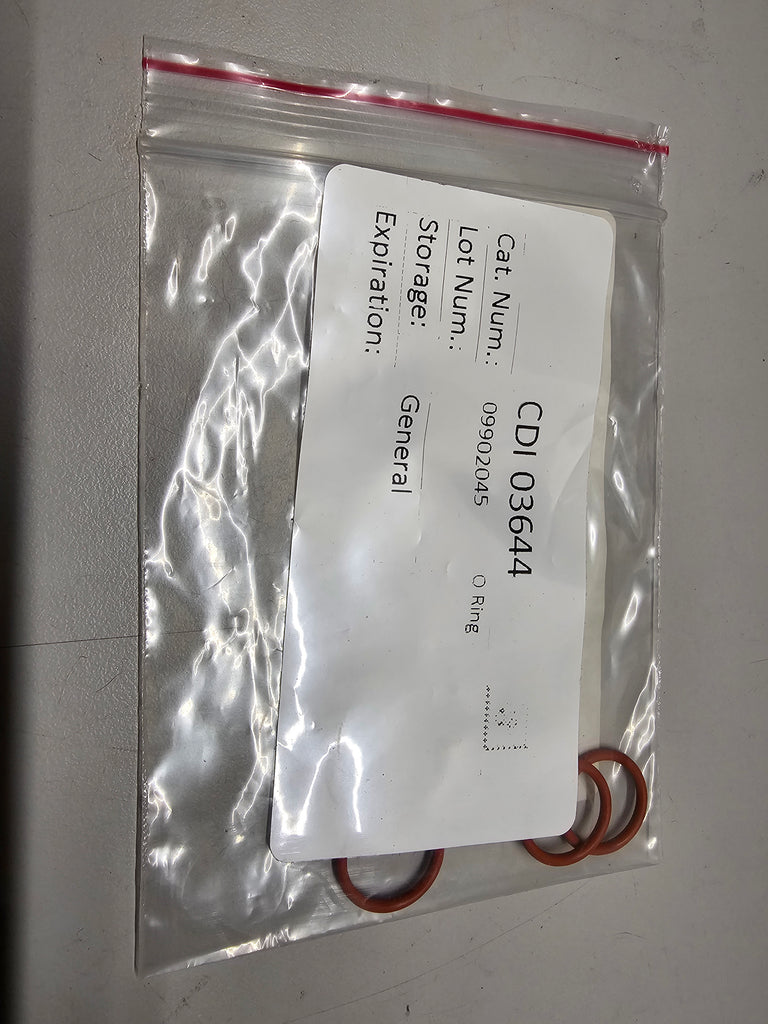 CDI 03644
Cat. Num.: 09902045 O Ring
Lot Num.:
Storage: General
Expiration: